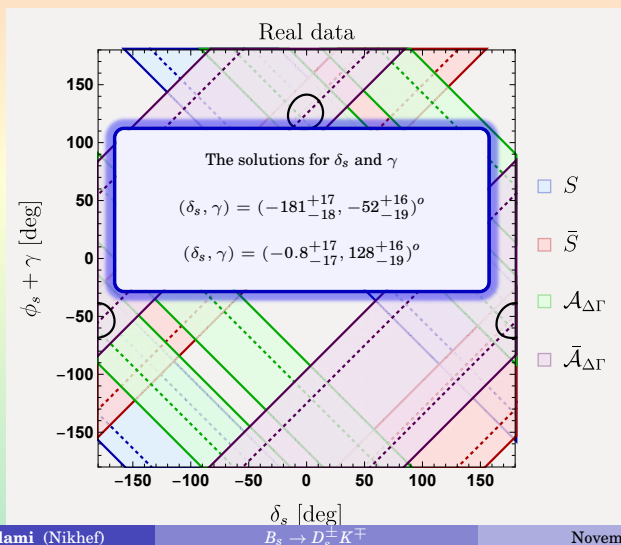 Real data
150
100
50
0
−50
−100
−150
ϕₛ + γ [deg]
The solutions for δₛ and γ
(δₛ, γ) = (−181⁺¹⁷₋₁₈, −52⁺¹⁶₋₁₉)ᵒ
(δₛ, γ) = (−0.8⁺¹⁷₋₁₇, 128⁺¹⁶₋₁₉)ᵒ
S
S̄
𝒜_ΔΓ
𝒜̄_ΔΓ
−150 −100 −50 0 50 100 150
δₛ [deg]
lami (Nikhef) Bₛ → Dₛ^± K^∓ Novem